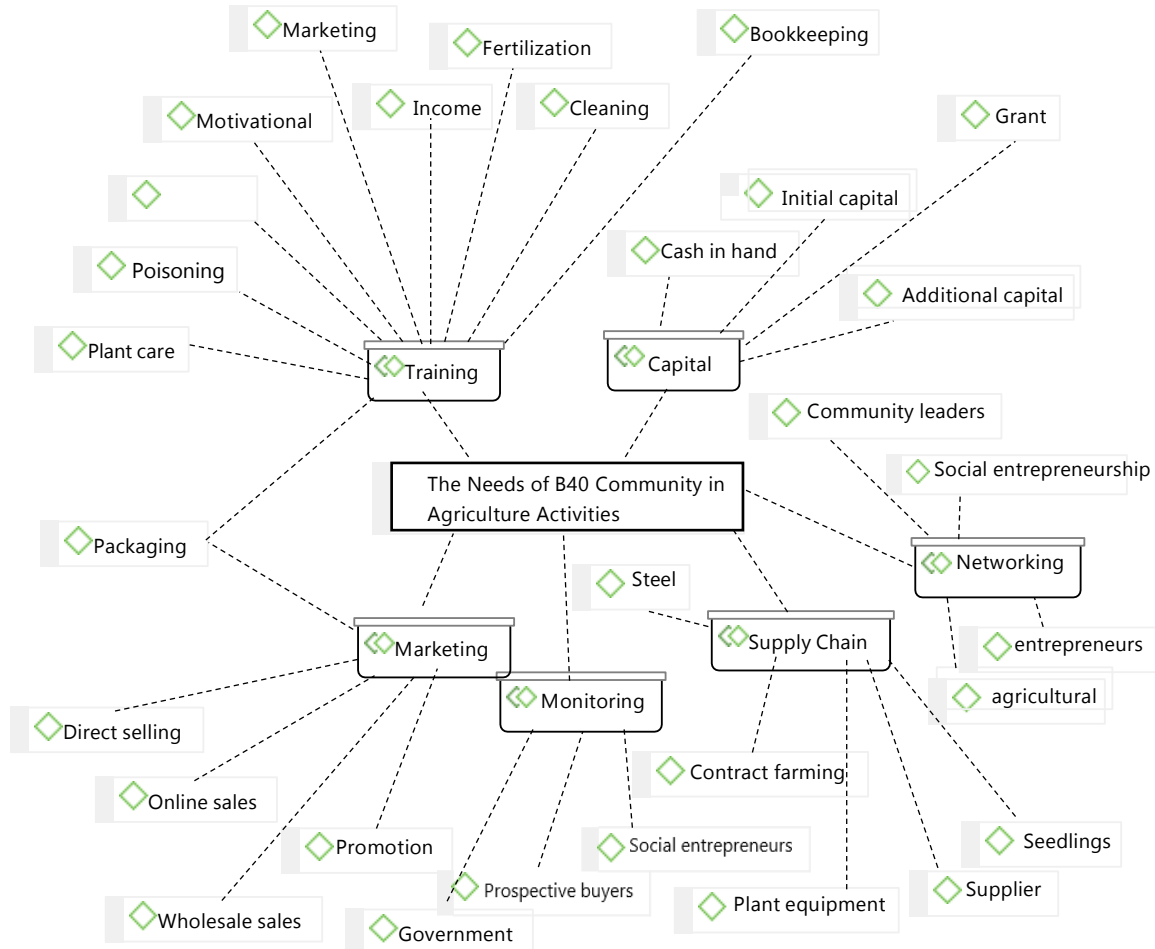 Marketing
Fertilization
Bookkeeping
Income
Cleaning
Motivational
Grant
Initial capital
Cash in hand
Poisoning
Additional capital
Plant care
Training
Capital
Community leaders
Social entrepreneurship
The Needs of B40 Community in
Agriculture Activities
Packaging
Networking
Steel
Marketing
Supply Chain
entrepreneurs
Monitoring
agricultural
Direct selling
Contract farming
Online sales
Promotion
Social entrepreneurs
Seedlings
Prospective buyers
Supplier
Plant equipment
Wholesale sales
Government